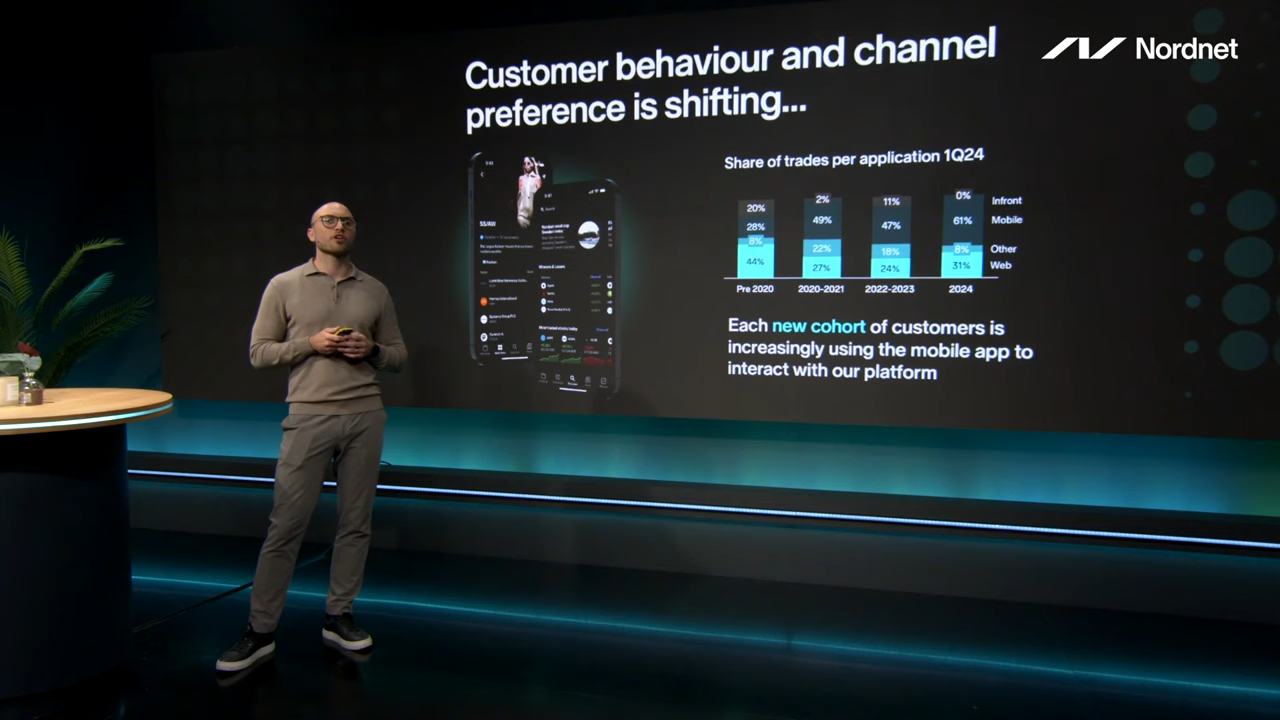 Nordnet
Customer behaviour and channel
preference is shifting...
Share of trades per application 1Q24
20% 2% 11% 0% Infront
28% 49% 47% 61% Mobile
8% 22% 18% 8% Other
44% 27% 24% 31% Web
Pre 2020 2020-2021 2022-2023 2024
Each new cohort of customers is
increasingly using the mobile app to
interact with our platform